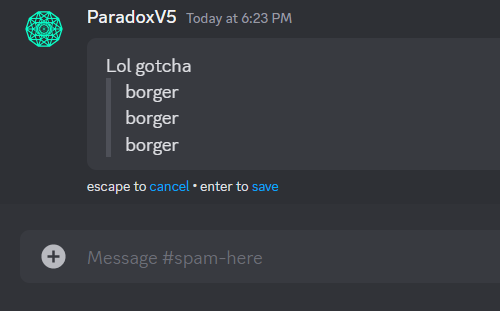 ParadoxV5 Today at 6:23 PM
Lol gotcha
borger
borger
borger
escape to cancel • enter to save
Message #spam-here